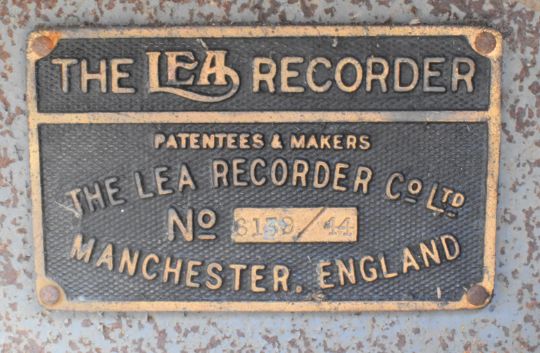 THE LEA RECORDER
PATENTEES & MAKERS
THE LEA RECORDER Co LTD
No 8159/44
MANCHESTER, ENGLAND